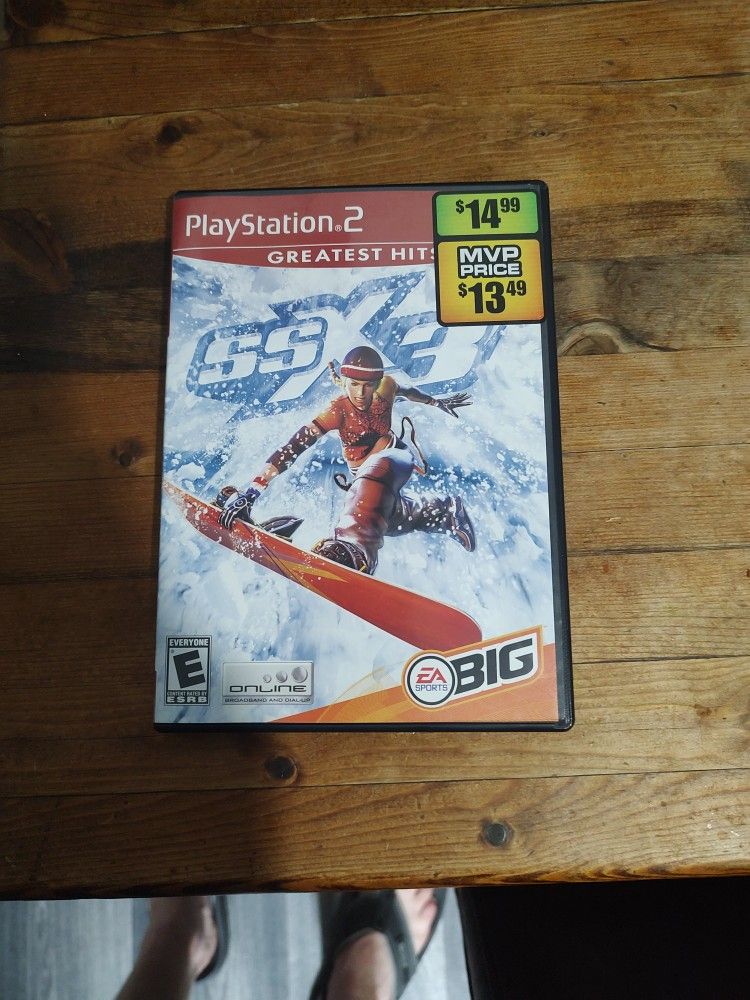 PlayStation®2
GREATEST HITS
$14 99
MVP
PRICE
$13 49
SSX3
EVERYONE
E
CONTENT RATED BY
ESRB
ONLINE
BROADBAND AND DIAL-UP
EA
SPORTS
BIG